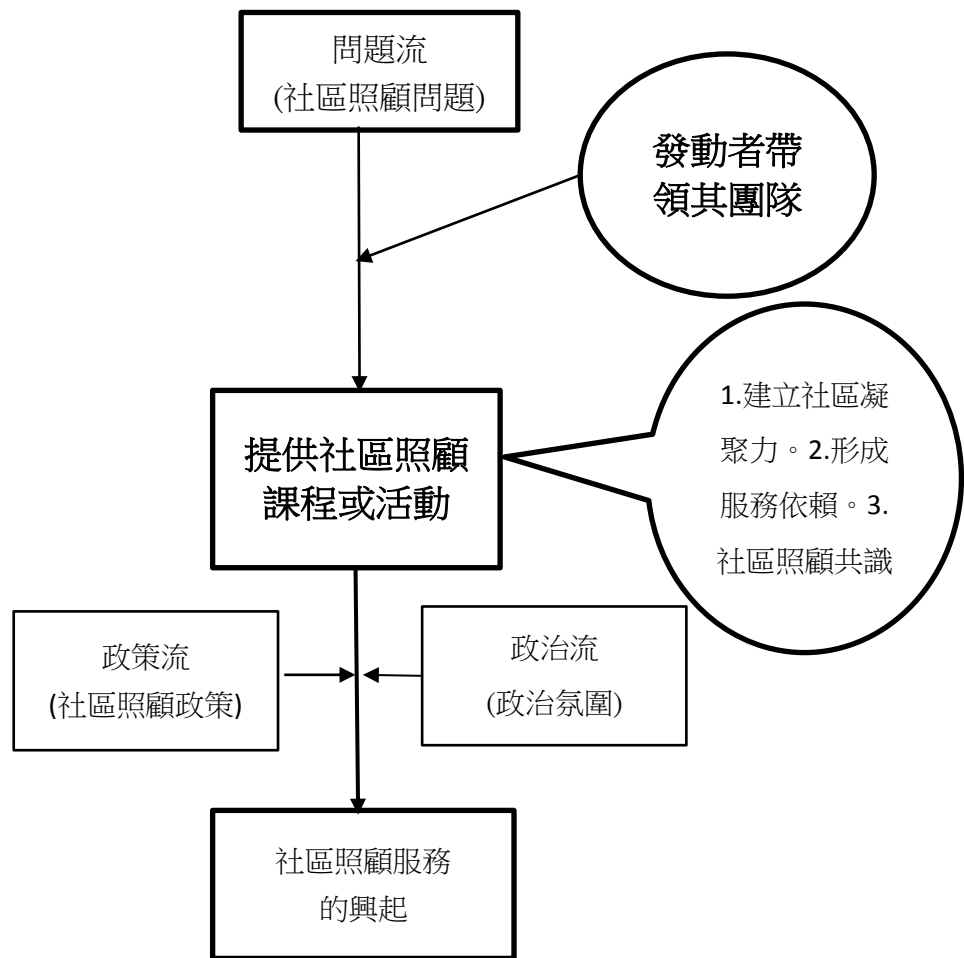 問題流
(社區照顧問題)
發動者帶
領其團隊
提供社區照顧
課程或活動
1.建立社區凝
聚力。2.形成
服務依賴。3.
社區照顧共識
政策流
(社區照顧政策)
政治流
(政治氛圍)
社區照顧服務
的興起